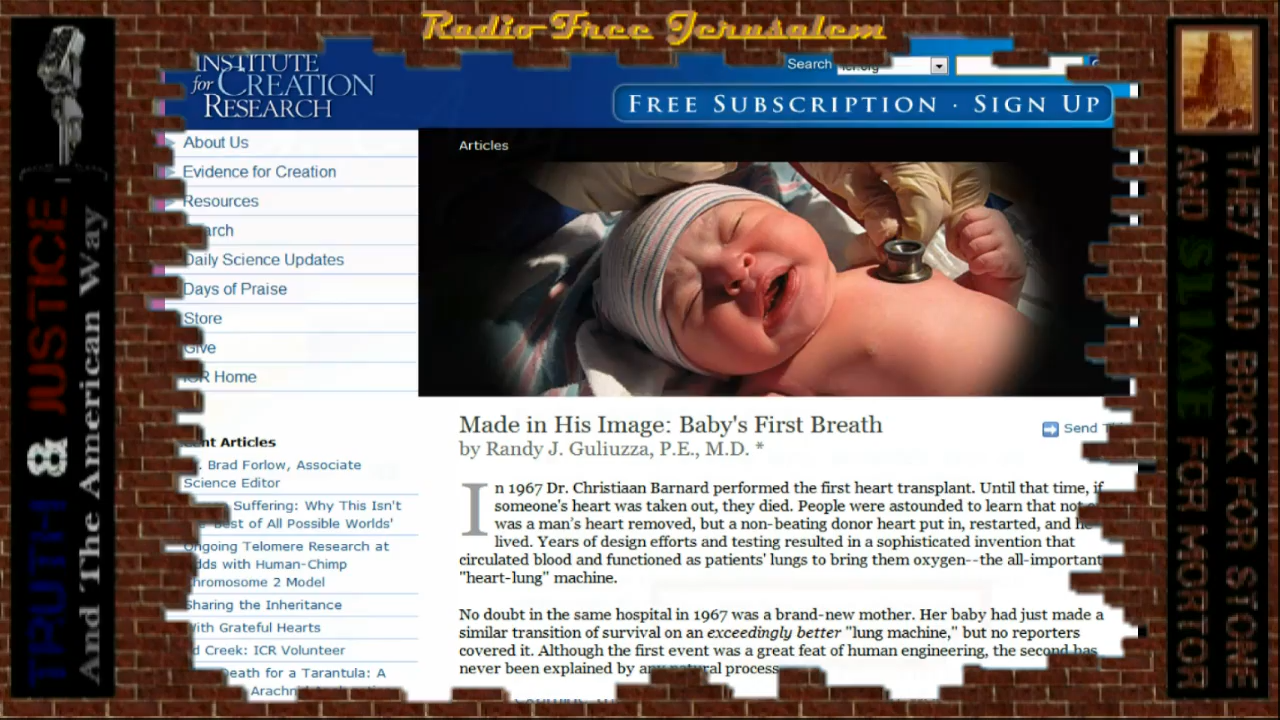 Radio Free Jerusalem
INSTITUTE
for CREATION
RESEARCH
Search icr.org
FREE SUBSCRIPTION · SIGN UP
About Us
Evidence for Creation
Resources
arch
Daily Science Updates
Days of Praise
Store
Give
ICR Home
Articles
Made in His Image: Baby's First Breath
by Randy J. Guliuzza, P.E., M.D. *
Send
In 1967 Dr. Christiaan Barnard performed the first heart transplant. Until that time, if
someone's heart was taken out, they died. People were astounded to learn that not o
was a man's heart removed, but a non-beating donor heart put in, restarted, and he
lived. Years of design efforts and testing resulted in a sophisticated invention that
circulated blood and functioned as patients' lungs to bring them oxygen--the all-important
"heart-lung" machine.
No doubt in the same hospital in 1967 was a brand-new mother. Her baby had just made a
similar transition of survival on an exceedingly better "lung machine," but no reporters
covered it. Although the first event was a great feat of human engineering, the second has
never been explained by any natural process.
ent Articles
. Brad Forlow, Associate
Science Editor
Suffering: Why This Isn't
Best of All Possible Worlds'
Ongoing Telomere Research at
dds with Human-Chimp
hromosome 2 Model
Sharing the Inheritance
With Grateful Hearts
d Creek: ICR Volunteer
Death for a Tarantula: A
TRUTH & JUSTICE
And The American Way
THEY HAD BRICK FOR STONE
AND SLIME FOR MORTOR